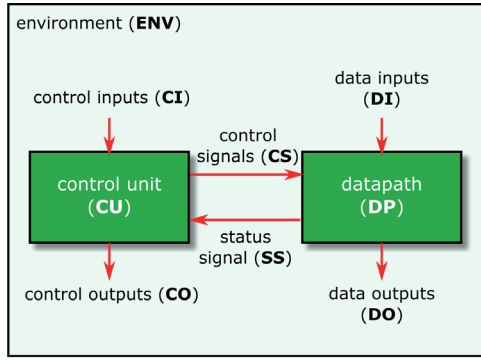 environment (ENV)
control inputs (CI)
data inputs
(DI)
control
signals (CS)
control unit
(CU)
datapath
(DP)
status
signal (SS)
control outputs (CO)
data outputs
(DO)